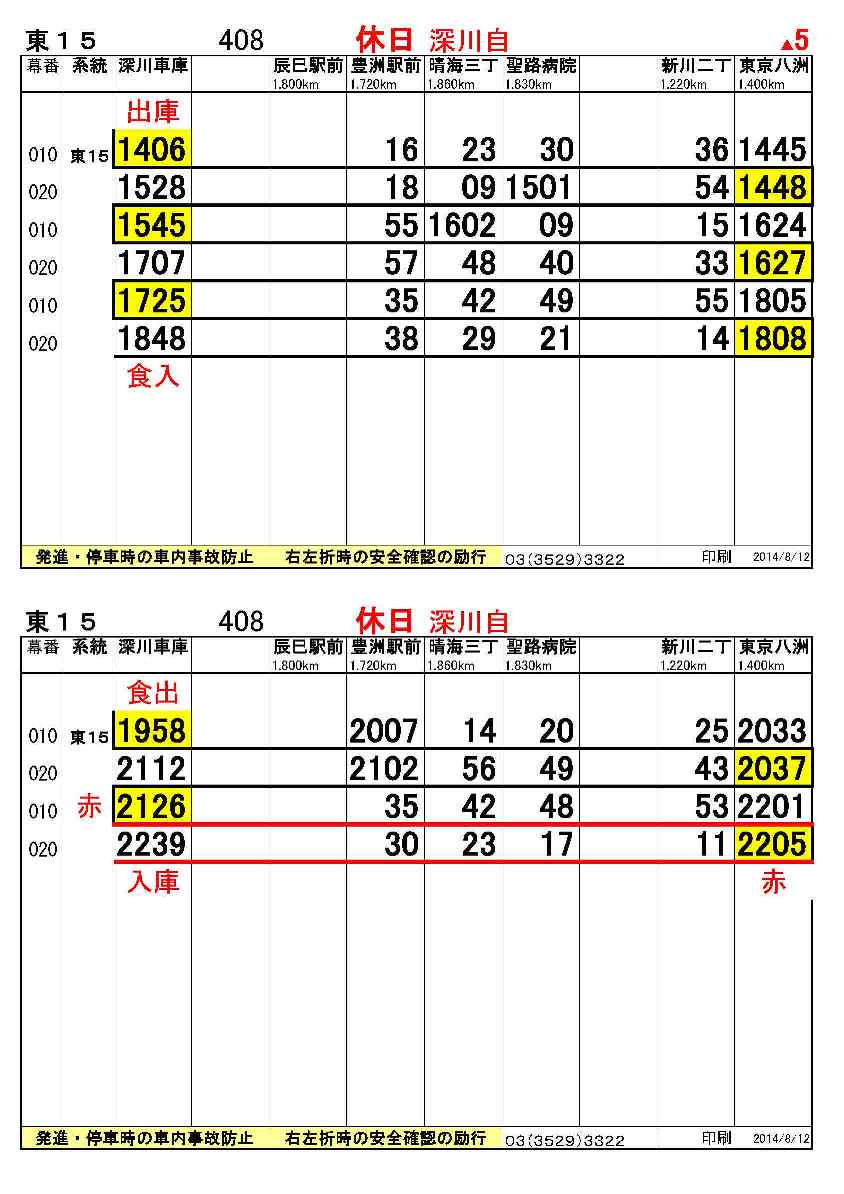 東15 408 休日 深川自 ▲5
幕番 系統 深川車庫 辰巳駅前 豊洲駅前 晴海三丁 聖路病院 新川二丁 東京八洲
1.800km 1.720km 1.860km 1.830km 1.220km 1.400km
出庫
010 東15 1406 16 23 30 36 1445
020 1528 18 09 1501 54 1448
010 1545 55 1602 09 15 1624
020 1707 57 48 40 33 1627
010 1725 35 42 49 55 1805
020 1848 38 29 21 14 1808
食入
発進・停車時の車内事故防止 右左折時の安全確認の励行 03(3529)3322 印刷 2014/8/12
東15 408 休日 深川自
幕番 系統 深川車庫 辰巳駅前 豊洲駅前 晴海三丁 聖路病院 新川二丁 東京八洲
1.800km 1.720km 1.860km 1.830km 1.220km 1.400km
食出
010 東15 1958 2007 14 20 25 2033
020 2112 2102 56 49 43 2037
010 赤 2126 35 42 48 53 2201
020 2239 30 23 17 11 2205
入庫 赤
発進・停車時の車内事故防止 右左折時の安全確認の励行 03(3529)3322 印刷 2014/8/12